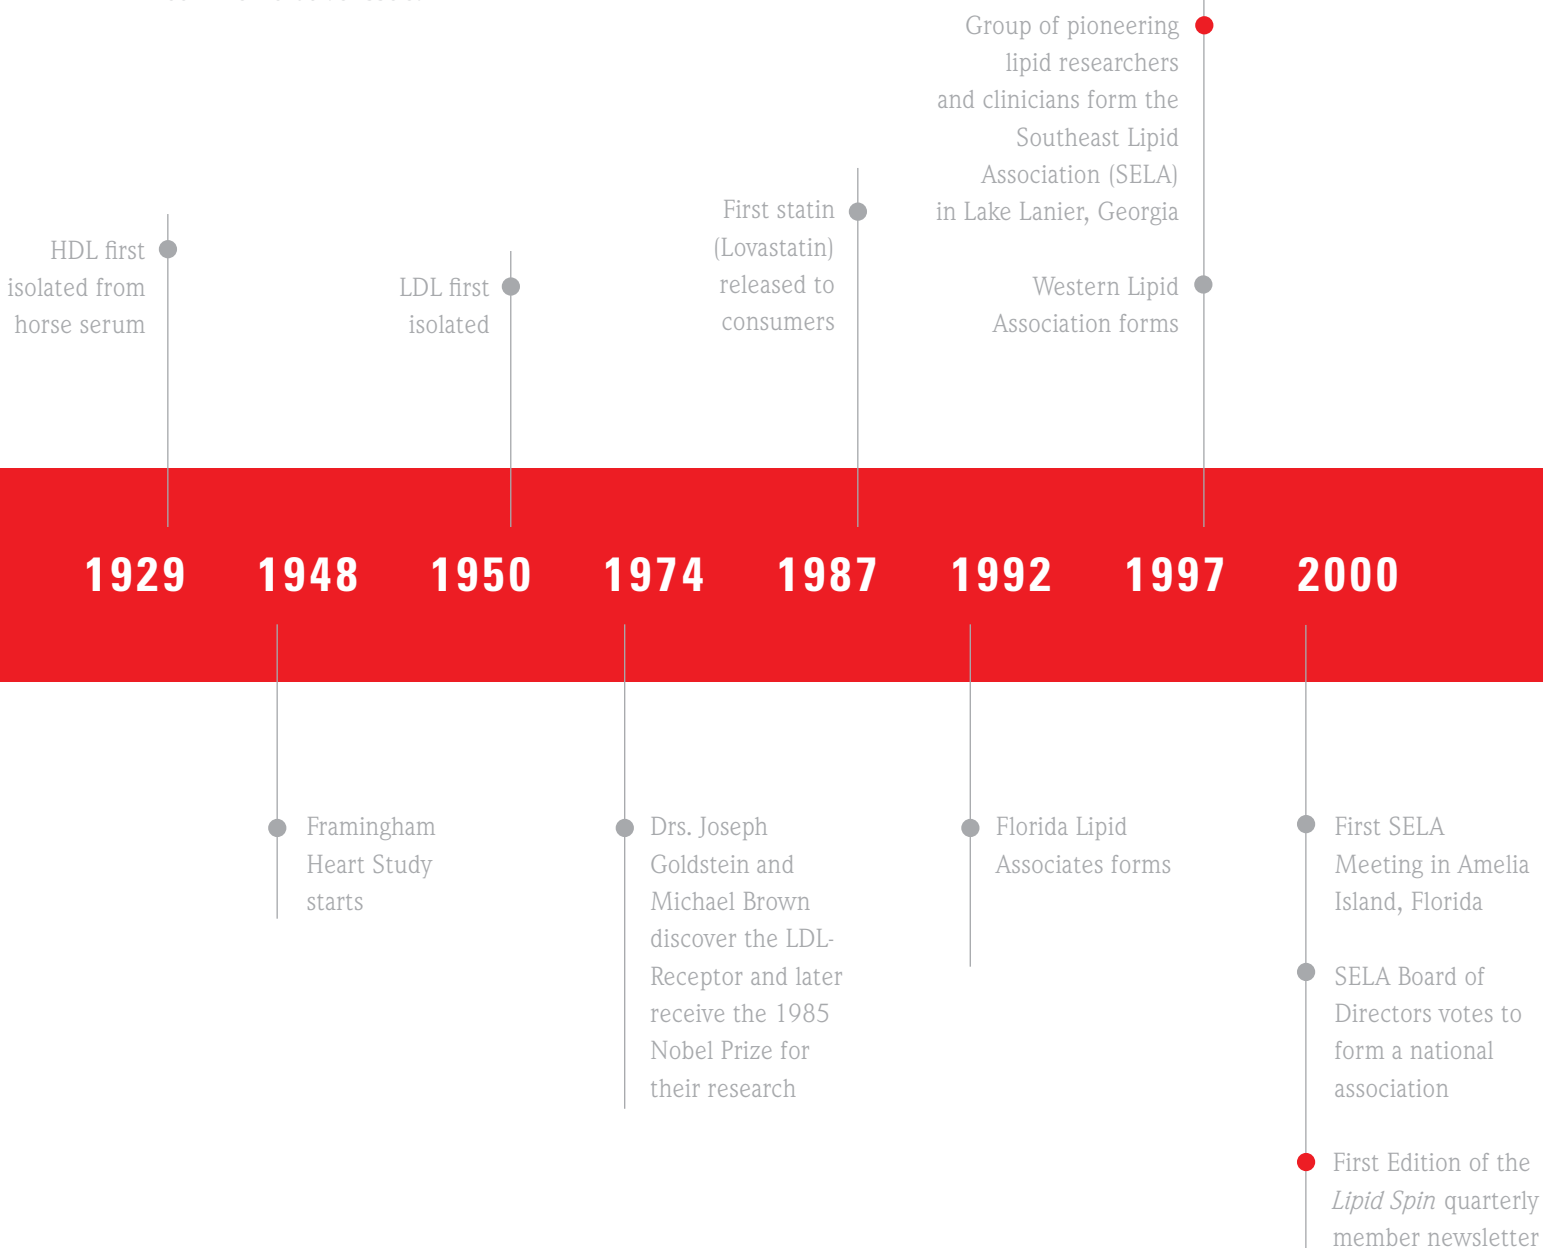 Group of pioneering
lipid researchers
and clinicians form the
Southeast Lipid
Association (SELA)
in Lake Lanier, Georgia
HDL first
isolated from
horse serum
LDL first
isolated
First statin
(Lovastatin)
released to
consumers
Western Lipid
Association forms
1929 1948 1950 1974 1987 1992 1997 2000
Framingham
Heart Study
starts
Drs. Joseph
Goldstein and
Michael Brown
discover the LDL-
Receptor and later
receive the 1985
Nobel Prize for
their research
Florida Lipid
Associates forms
First SELA
Meeting in Amelia
Island, Florida
SELA Board of
Directors votes to
form a national
association
First Edition of the
Lipid Spin quarterly
member newsletter